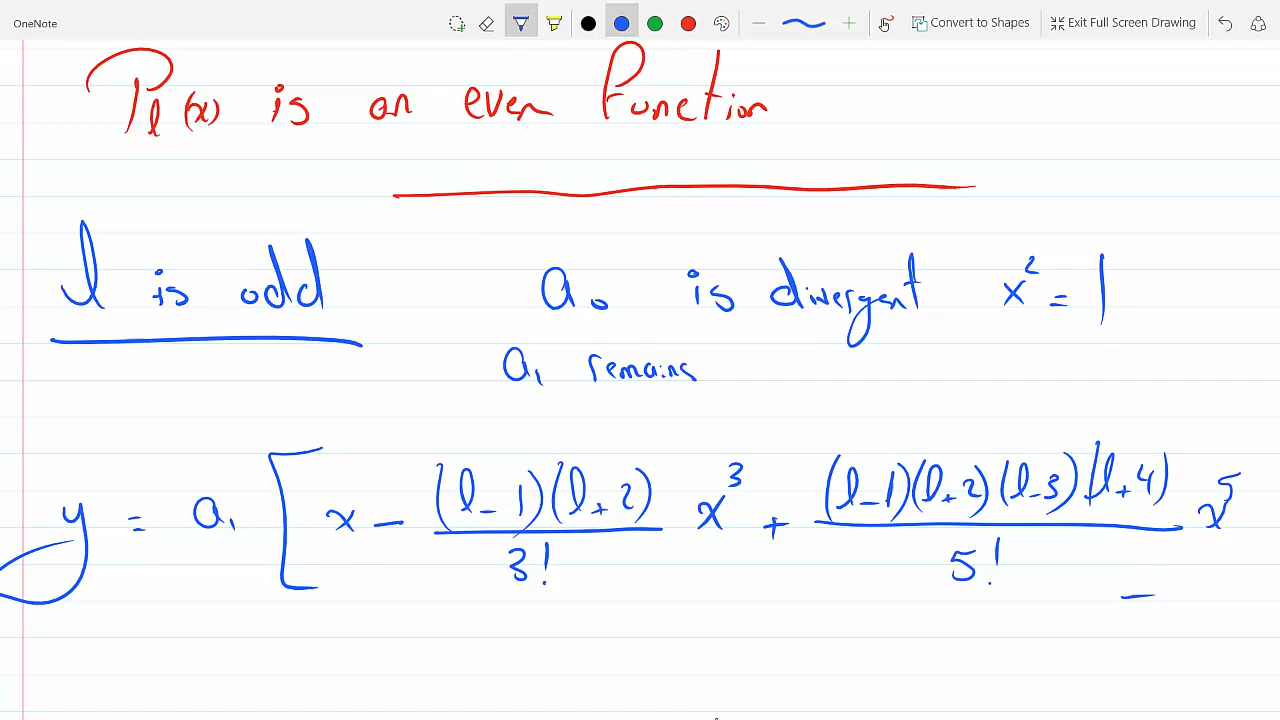 OneNote
Convert to Shapes
Exit Full Screen Drawing
Pl(x) is an even function
l is odd a₀ is divergent x² = 1
a₁ remains
y = a₁ [ x − (l−1)(l+2)/3! x³ + (l−1)(l+2)(l−3)(l+4)/5! x⁵ −